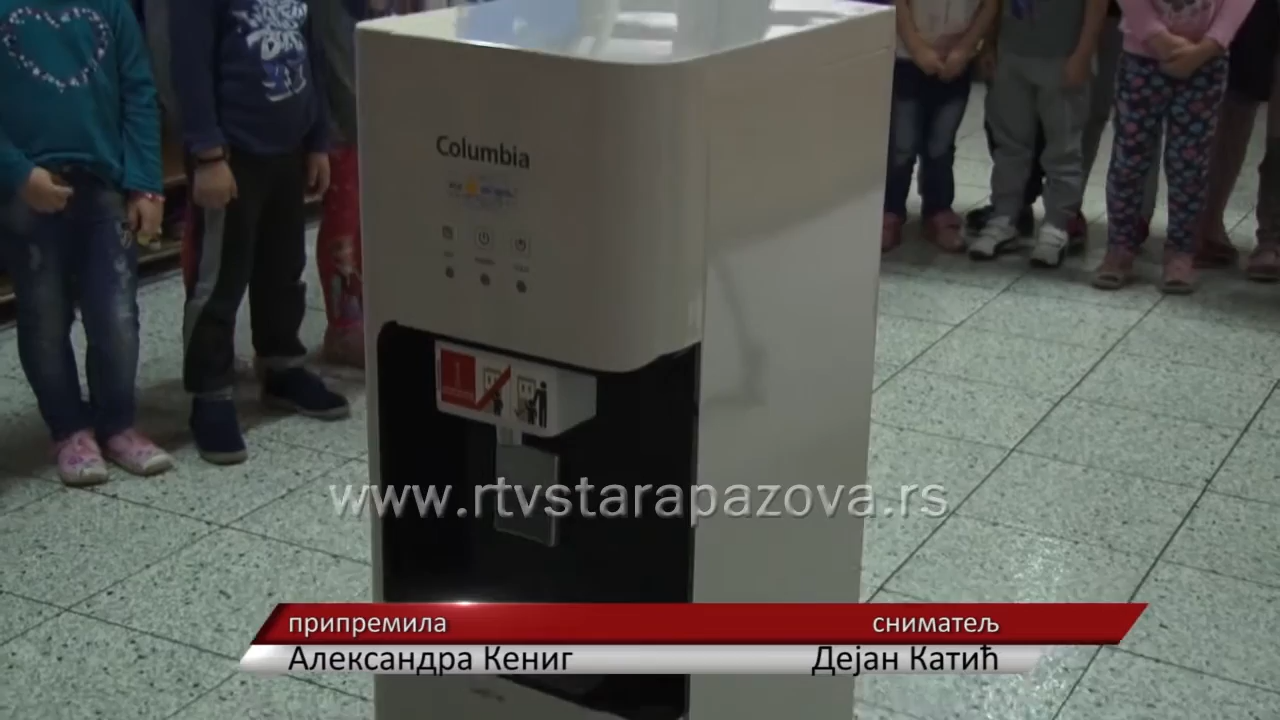 Columbia
www.rtvstarapazova.rs
припремила сниматељ
Александра Кениг Дејан Катић